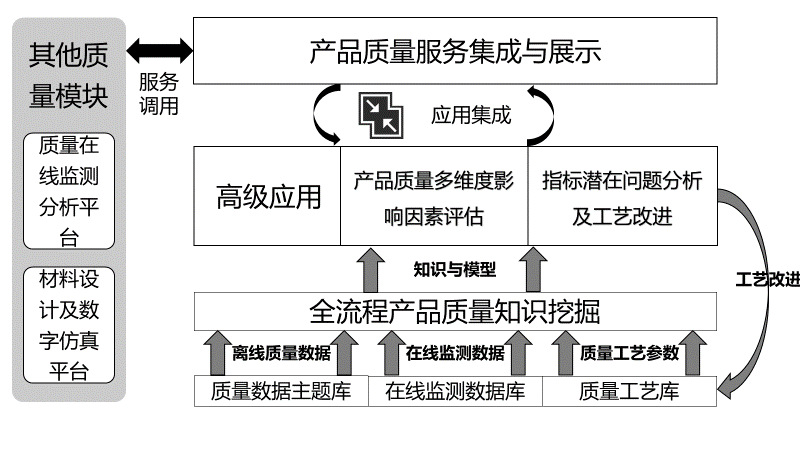 其他质
量模块
质量在
线监测
分析平
台
材料设
计及数
字仿真
平台
服务
调用
产品质量服务集成与展示
应用集成
高级应用
产品质量多维度影
响因素评估
指标潜在问题分析
及工艺改进
知识与模型
工艺改进
全流程产品质量知识挖掘
离线质量数据
在线监测数据
质量工艺参数
质量数据主题库
在线监测数据库
质量工艺库